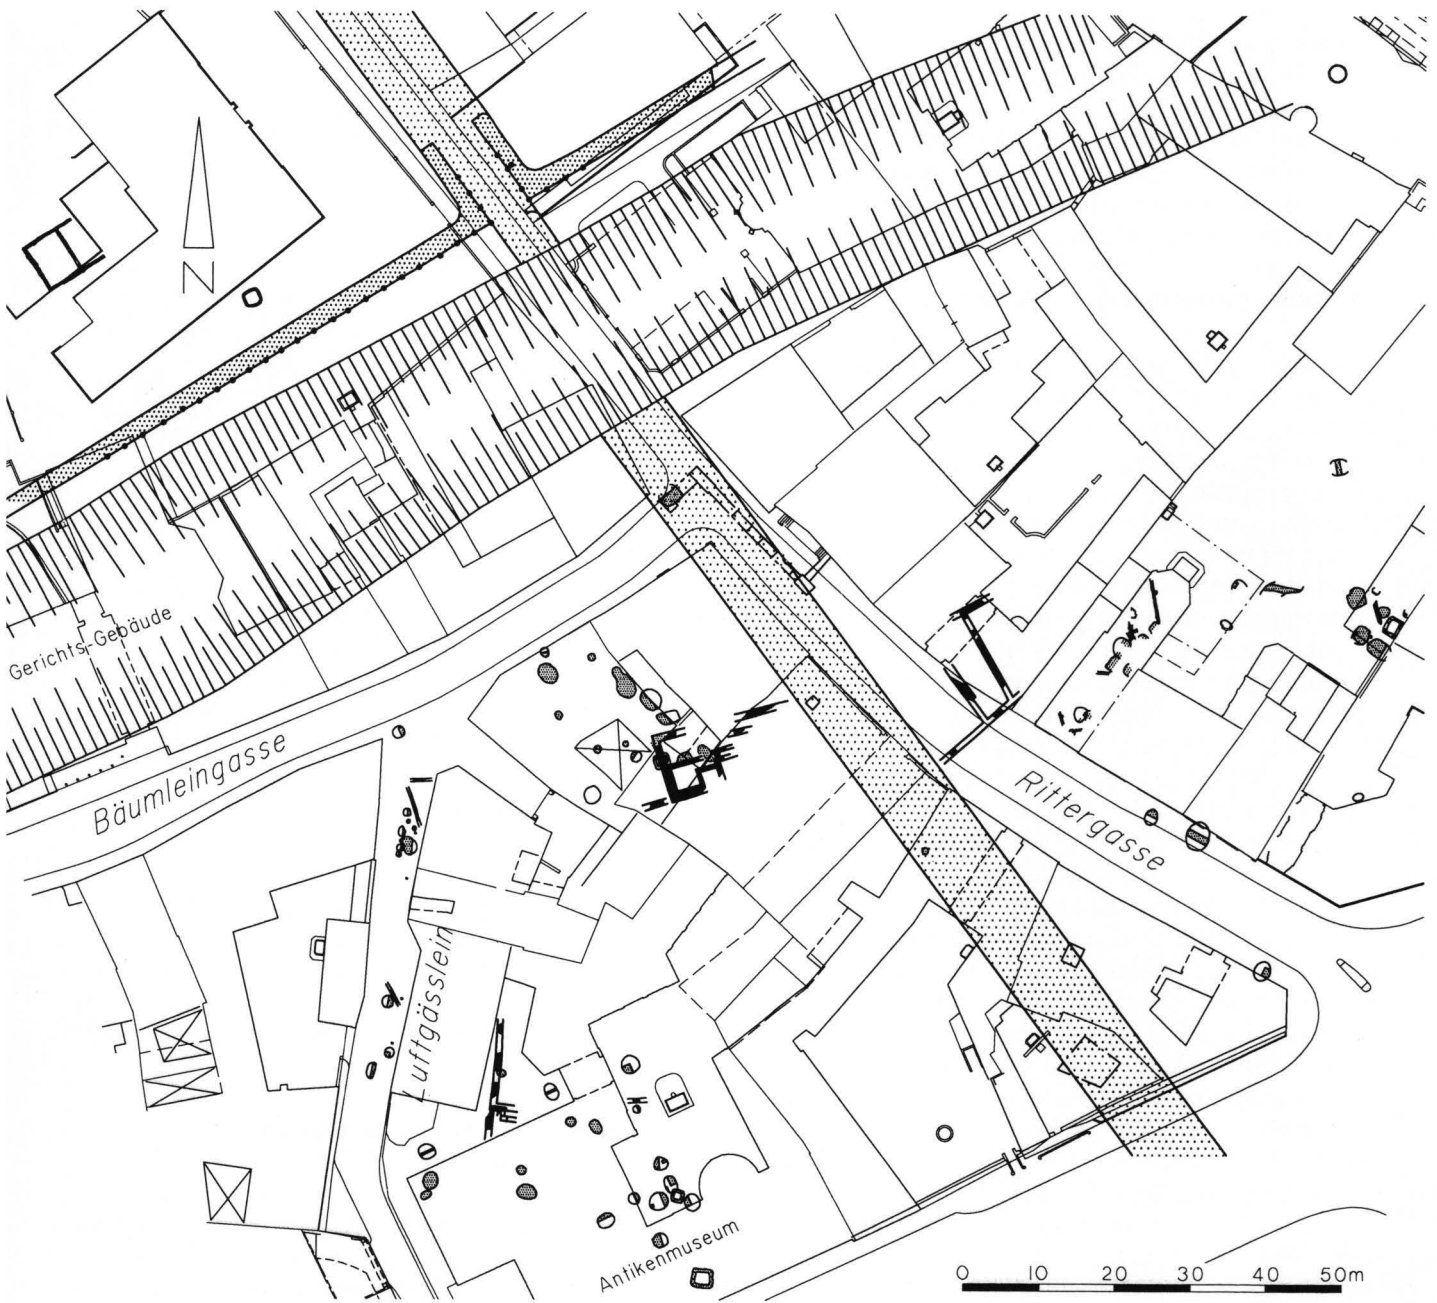 N
Gerichts-Gebäude
Bäumleingasse
Rittergasse
Luftgässlein
Antikenmuseum
0 10 20 30 40 50m